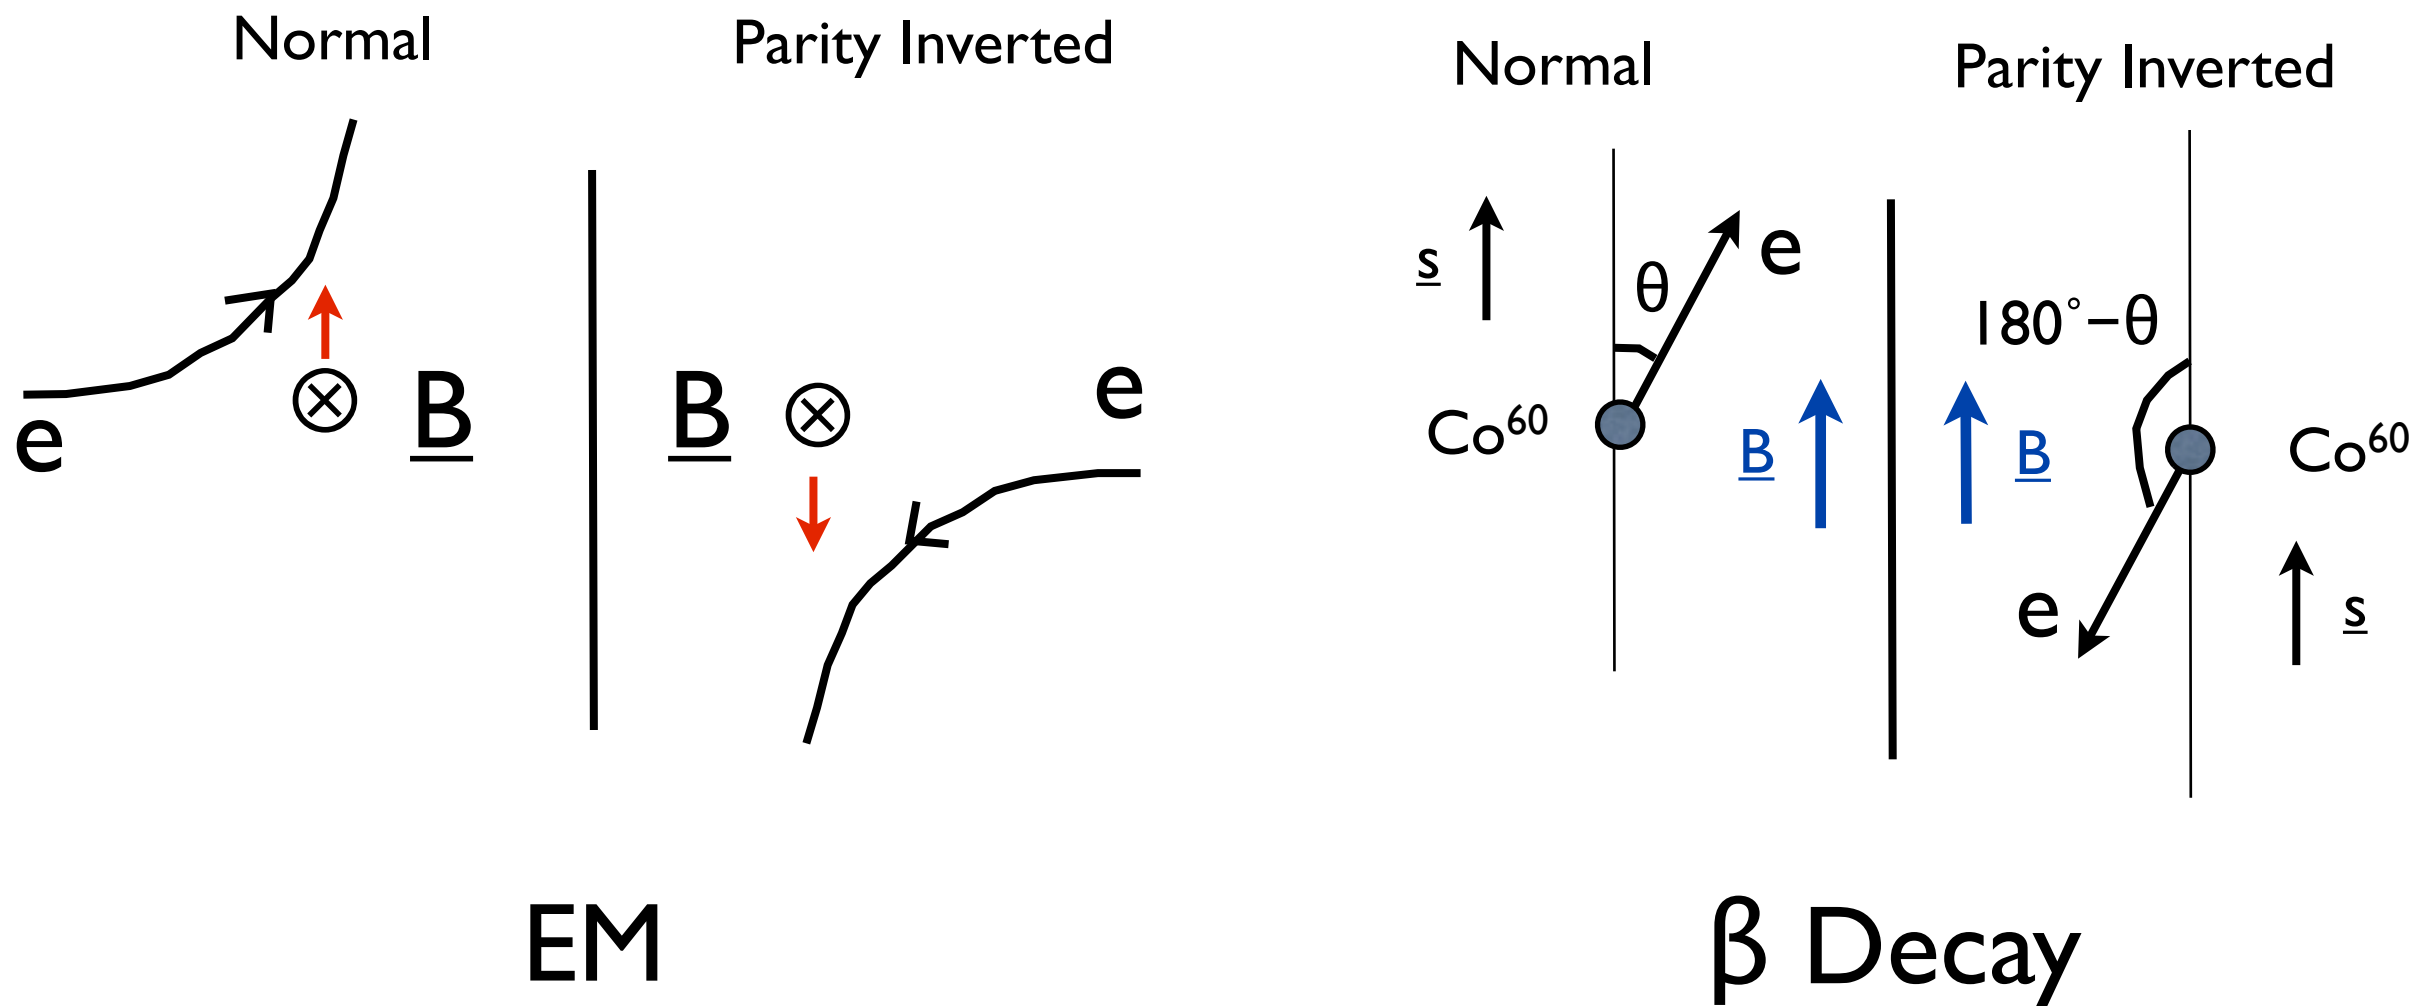 Normal
Parity Inverted
e
B
B
e
EM
Normal
Parity Inverted
s
θ
e
Co⁶⁰
B
B
180°−θ
Co⁶⁰
e
s
β Decay